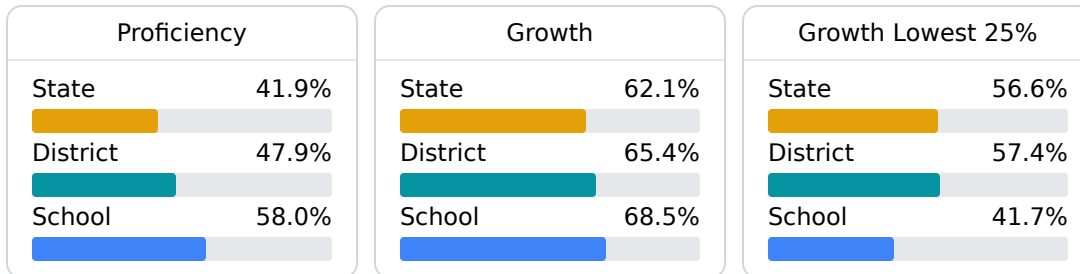 Proficiency
State 41.9%
District 47.9%
School 58.0%
Growth
State 62.1%
District 65.4%
School 68.5%
Growth Lowest 25%
State 56.6%
District 57.4%
School 41.7%